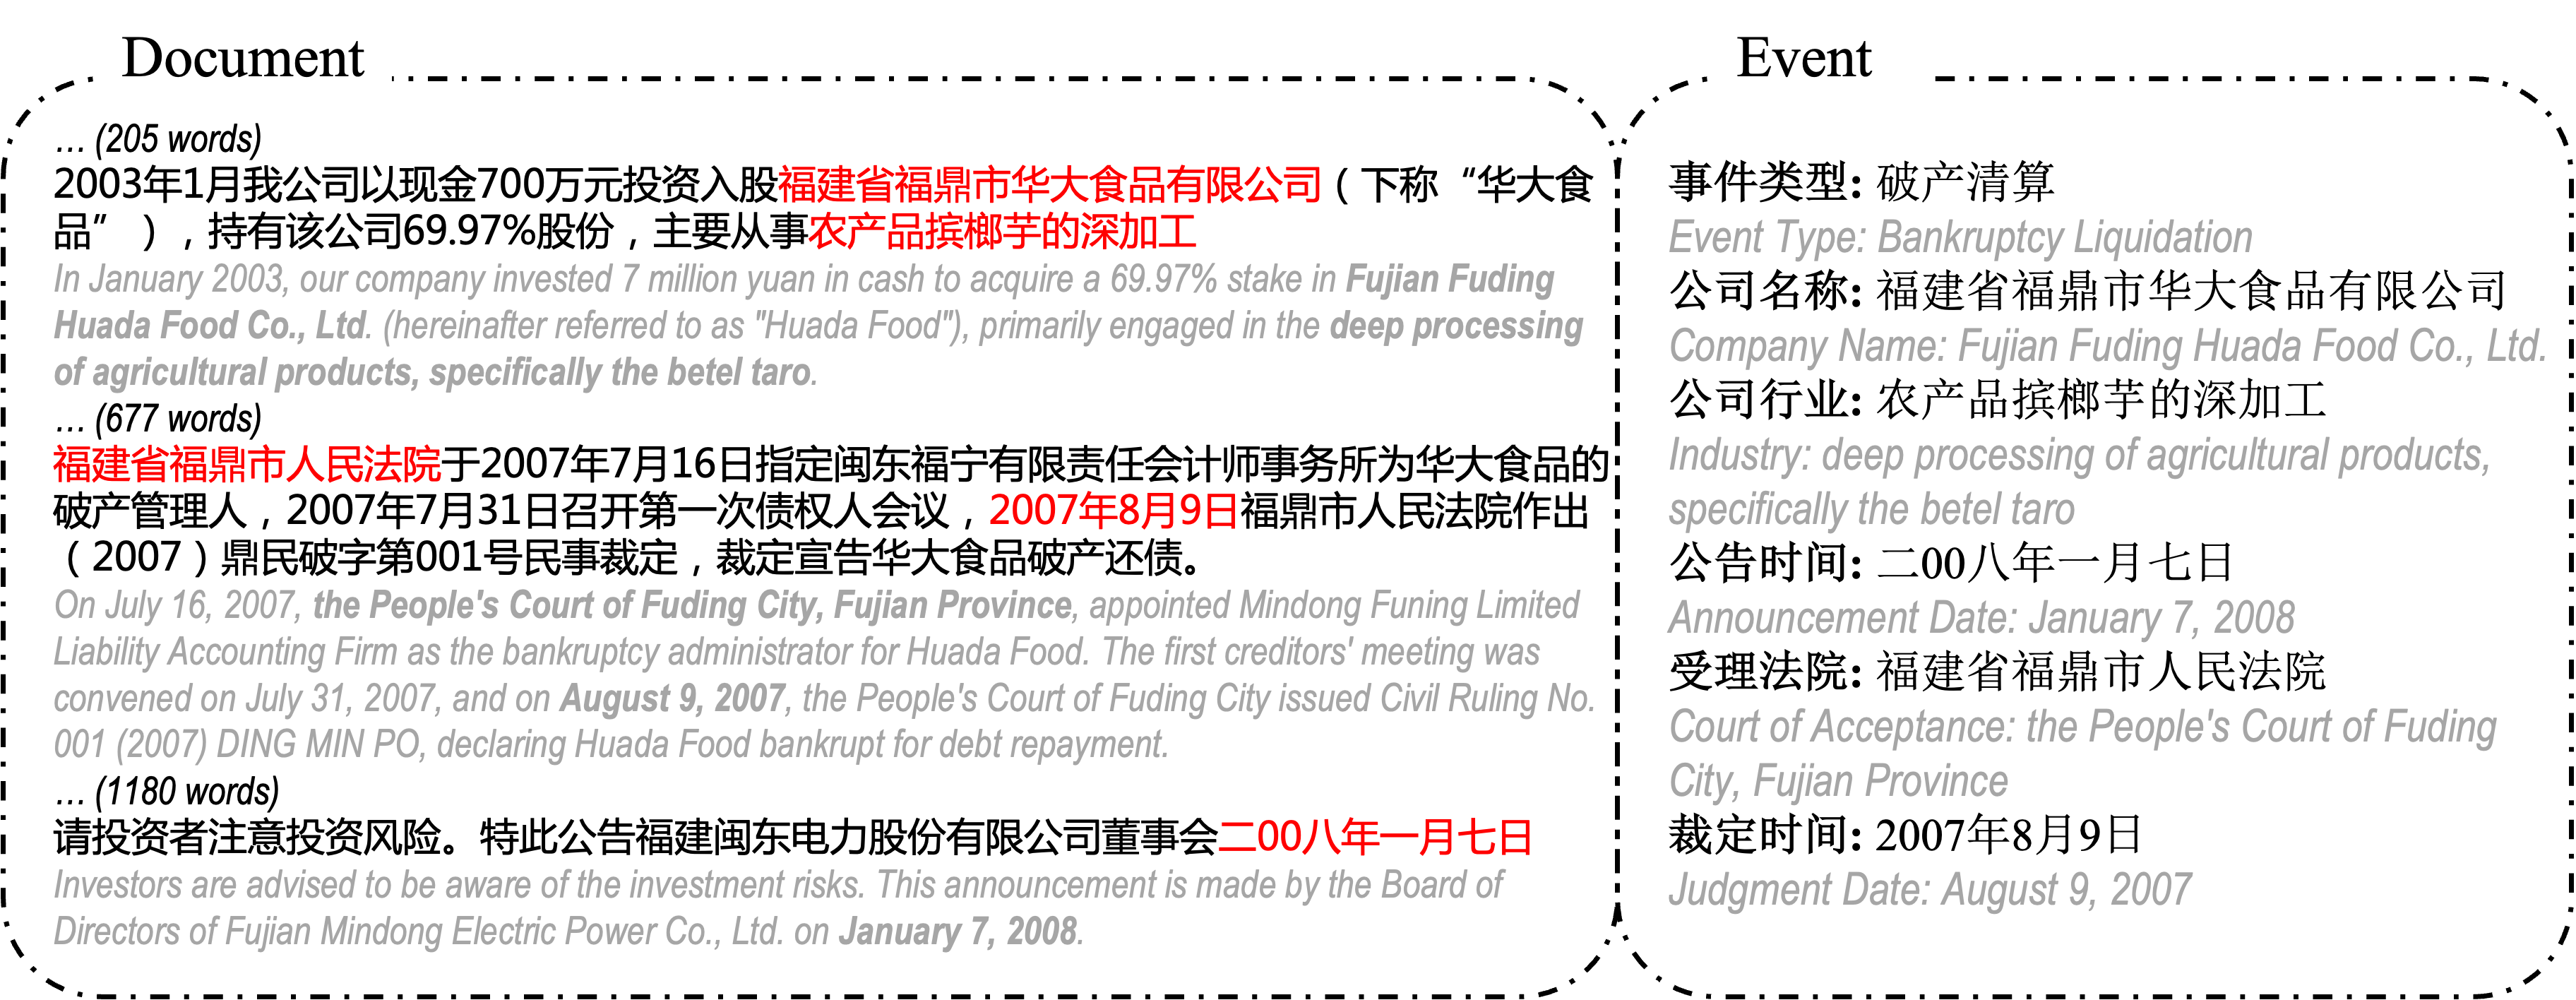 Document
… (205 words)
2003年1月我公司以现金700万元投资入股福建省福鼎市华大食品有限公司（下称“华大食
品”），持有该公司69.97%股份，主要从事农产品摈榔芋的深加工
In January 2003, our company invested 7 million yuan in cash to acquire a 69.97% stake in Fujian Fuding
Huada Food Co., Ltd. (hereinafter referred to as "Huada Food"), primarily engaged in the deep processing
of agricultural products, specifically the betel taro.
… (677 words)
福建省福鼎市人民法院于2007年7月16日指定闽东福宁有限责任会计师事务所为华大食品的
破产管理人，2007年7月31日召开第一次债权人会议，2007年8月9日福鼎市人民法院作出
（2007）鼎民破字第001号民事裁定，裁定宣告华大食品破产还债。
On July 16, 2007, the People's Court of Fuding City, Fujian Province, appointed Mindong Funing Limited
Liability Accounting Firm as the bankruptcy administrator for Huada Food. The first creditors' meeting was
convened on July 31, 2007, and on August 9, 2007, the People's Court of Fuding City issued Civil Ruling No.
001 (2007) DING MIN PO, declaring Huada Food bankrupt for debt repayment.
… (1180 words)
请投资者注意投资风险。特此公告福建闽东电力股份有限公司董事会二00八年一月七日
Investors are advised to be aware of the investment risks. This announcement is made by the Board of
Directors of Fujian Mindong Electric Power Co., Ltd. on January 7, 2008.
Event
事件类型: 破产清算
Event Type: Bankruptcy Liquidation
公司名称: 福建省福鼎市华大食品有限公司
Company Name: Fujian Fuding Huada Food Co., Ltd.
公司行业: 农产品摈榔芋的深加工
Industry: deep processing of agricultural products,
specifically the betel taro
公告时间: 二00八年一月七日
Announcement Date: January 7, 2008
受理法院: 福建省福鼎市人民法院
Court of Acceptance: the People's Court of Fuding
City, Fujian Province
裁定时间: 2007年8月9日
Judgment Date: August 9, 2007